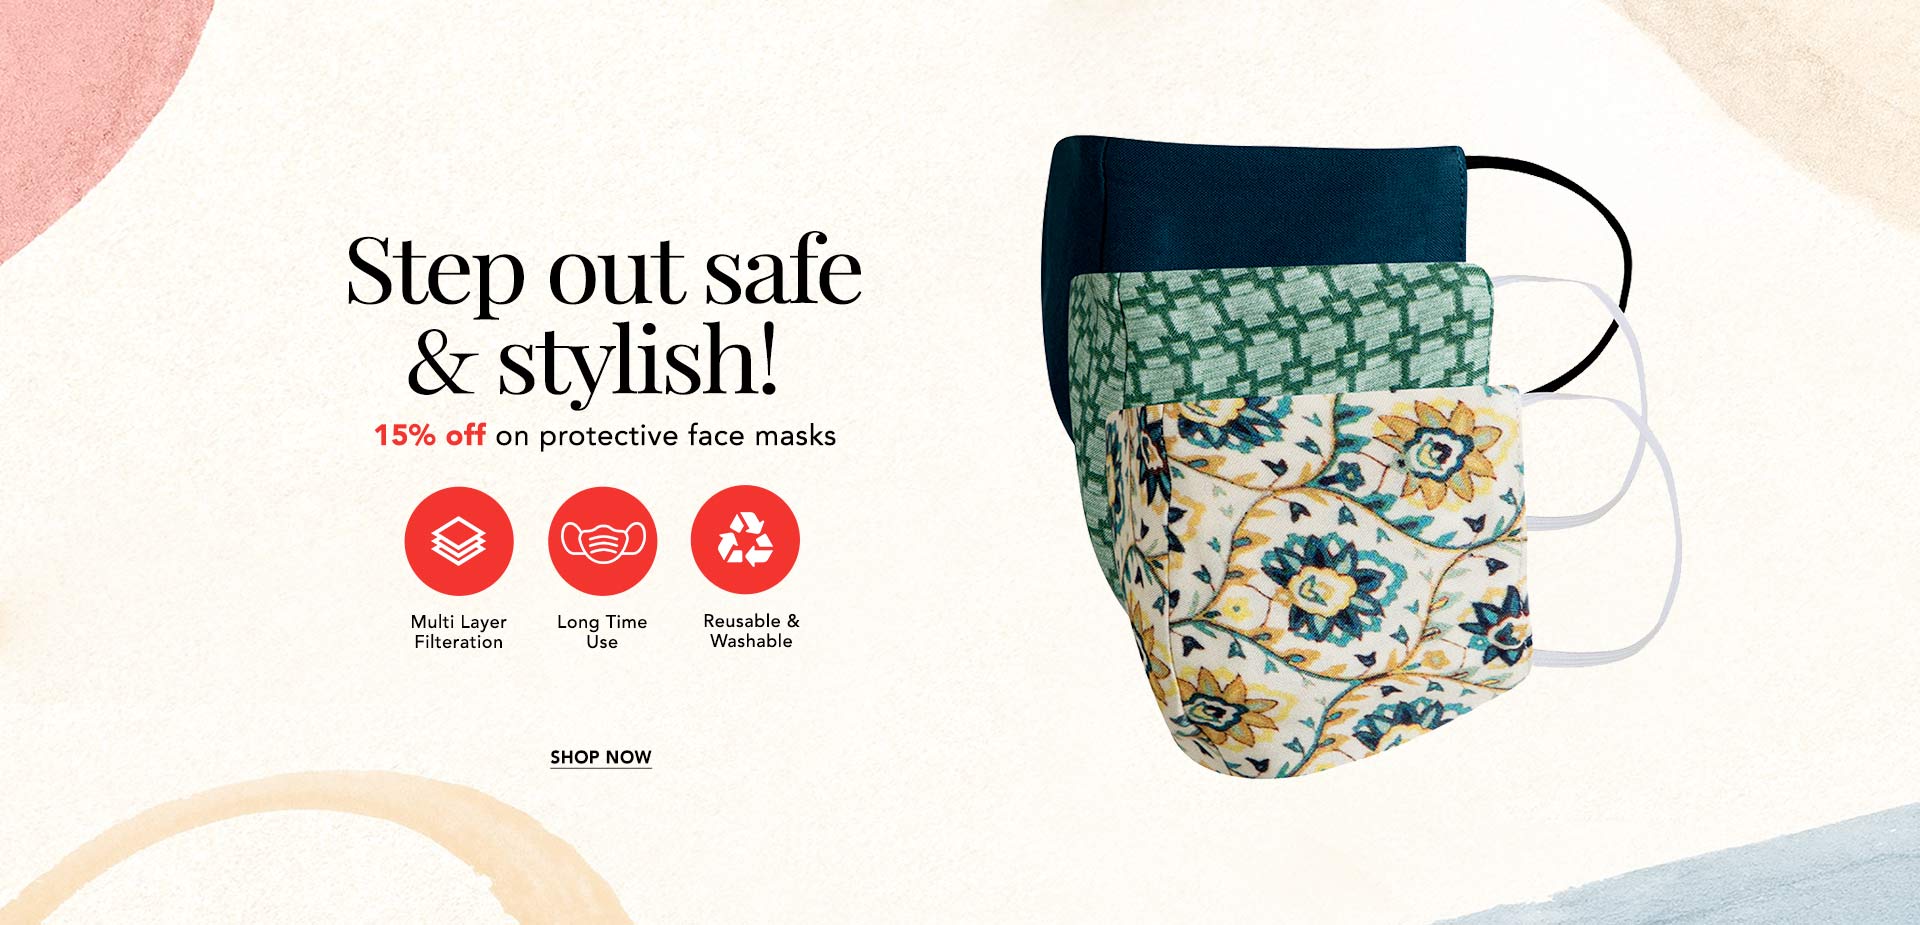 Step out safe
& stylish!
15% off on protective face masks
Multi Layer
Filteration
Long Time
Use
Reusable &
Washable
SHOP NOW